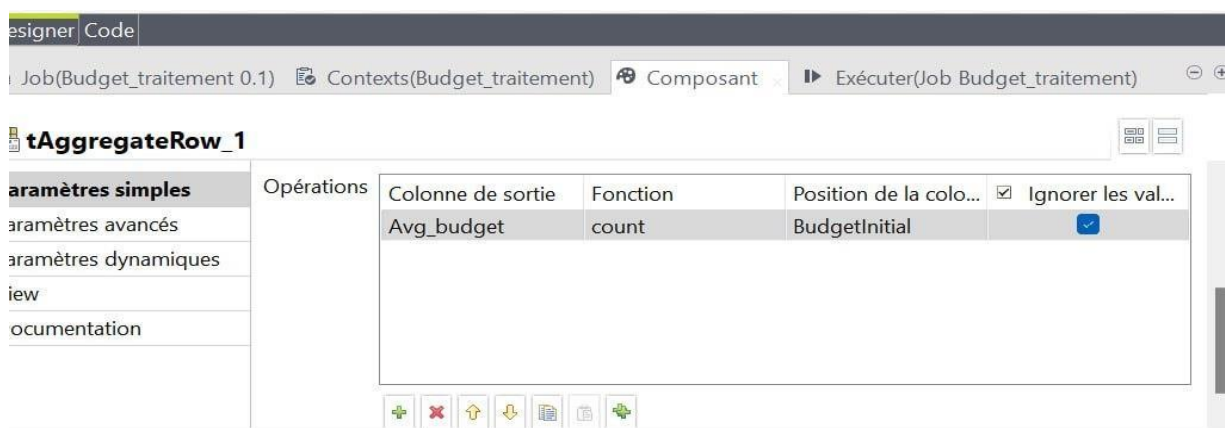 esigner Code
Job(Budget_traitement 0.1) Contexts(Budget_traitement) Composant Exécuter(Job Budget_traitement)
tAggregateRow_1
aramètres simples
Opérations
Colonne de sortie Fonction Position de la colo... Ignorer les val...
aramètres avancés
Avg_budget count BudgetInitial
aramètres dynamiques
iew
ocumentation